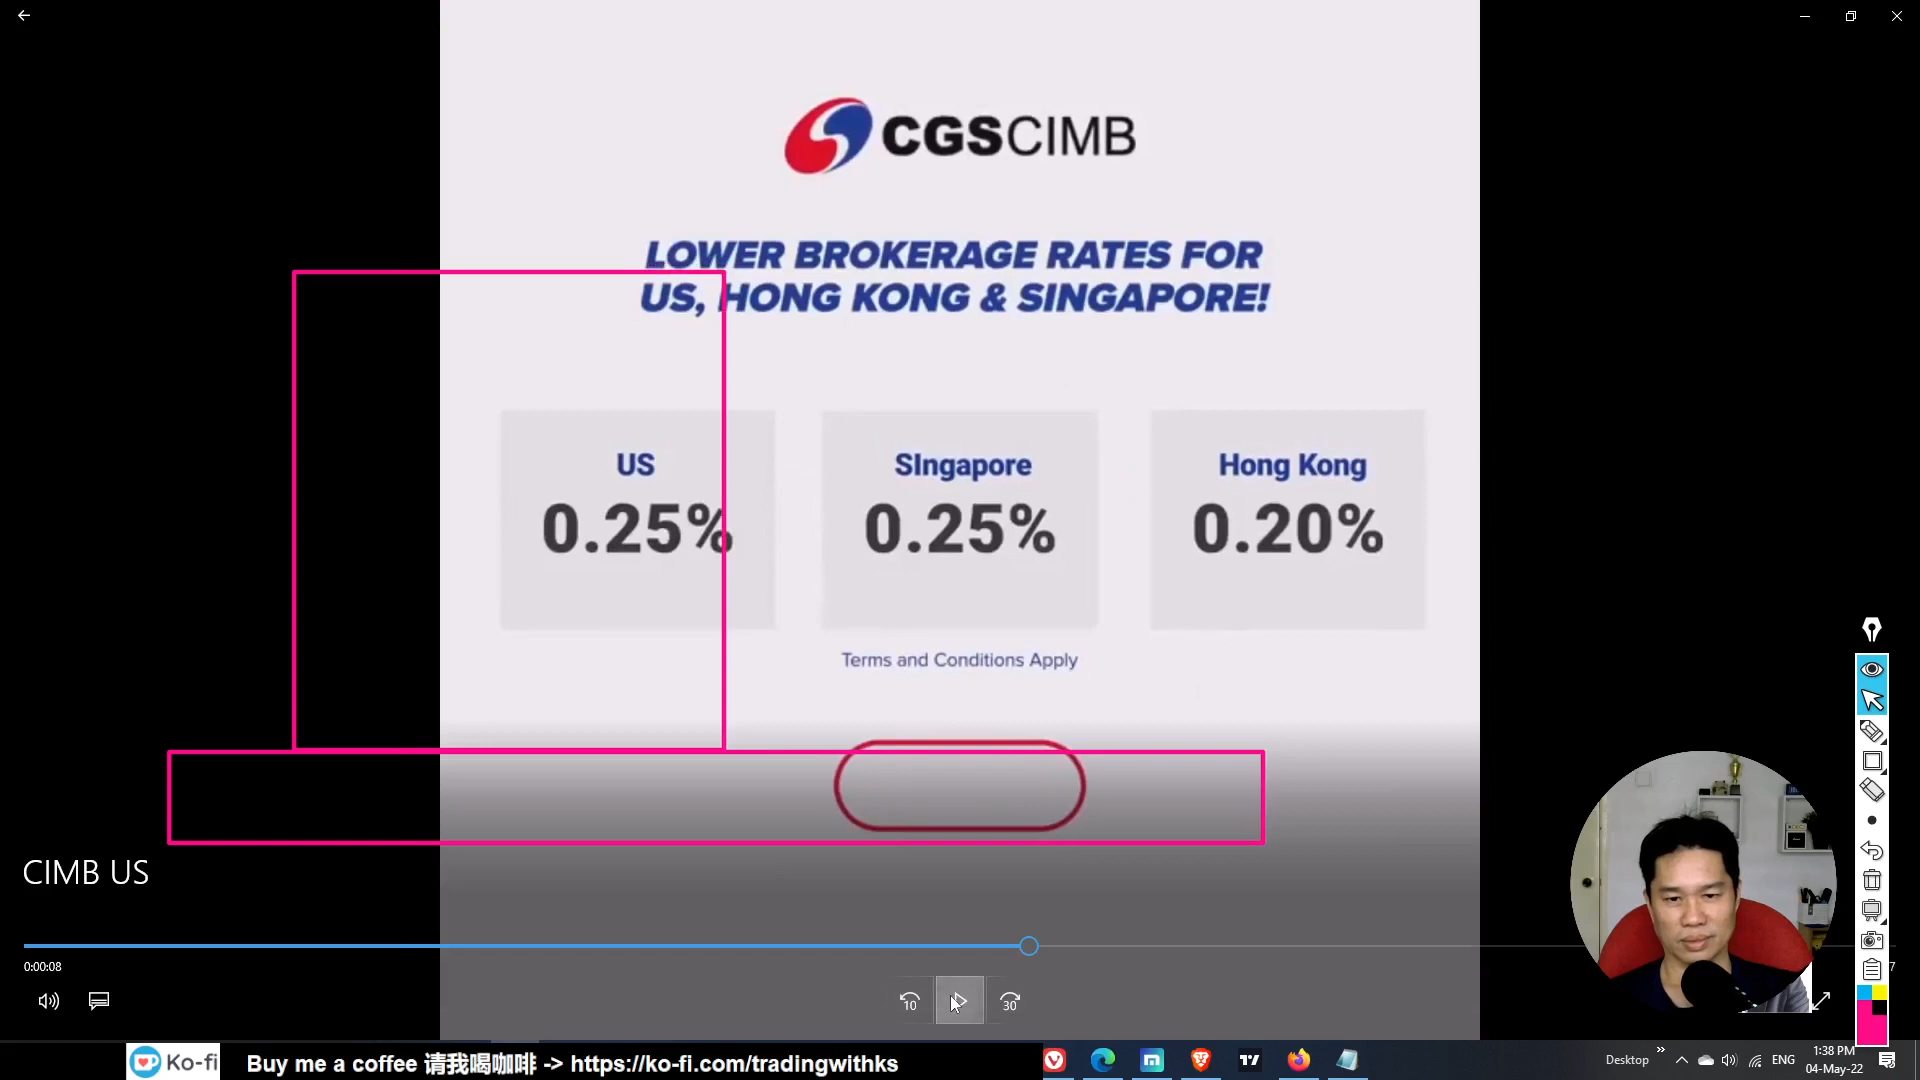 CGSCIMB
LOWER BROKERAGE RATES FOR
US, HONG KONG & SINGAPORE!
US
0.25%
SIngapore
0.25%
Hong Kong
0.20%
Terms and Conditions Apply
CIMB US
0:00:08
7
10
30
Ko-fi
Buy me a coffee 请我喝咖啡 -> https://ko-fi.com/tradingwithks
Desktop
ENG
1:38 PM
04-May-22